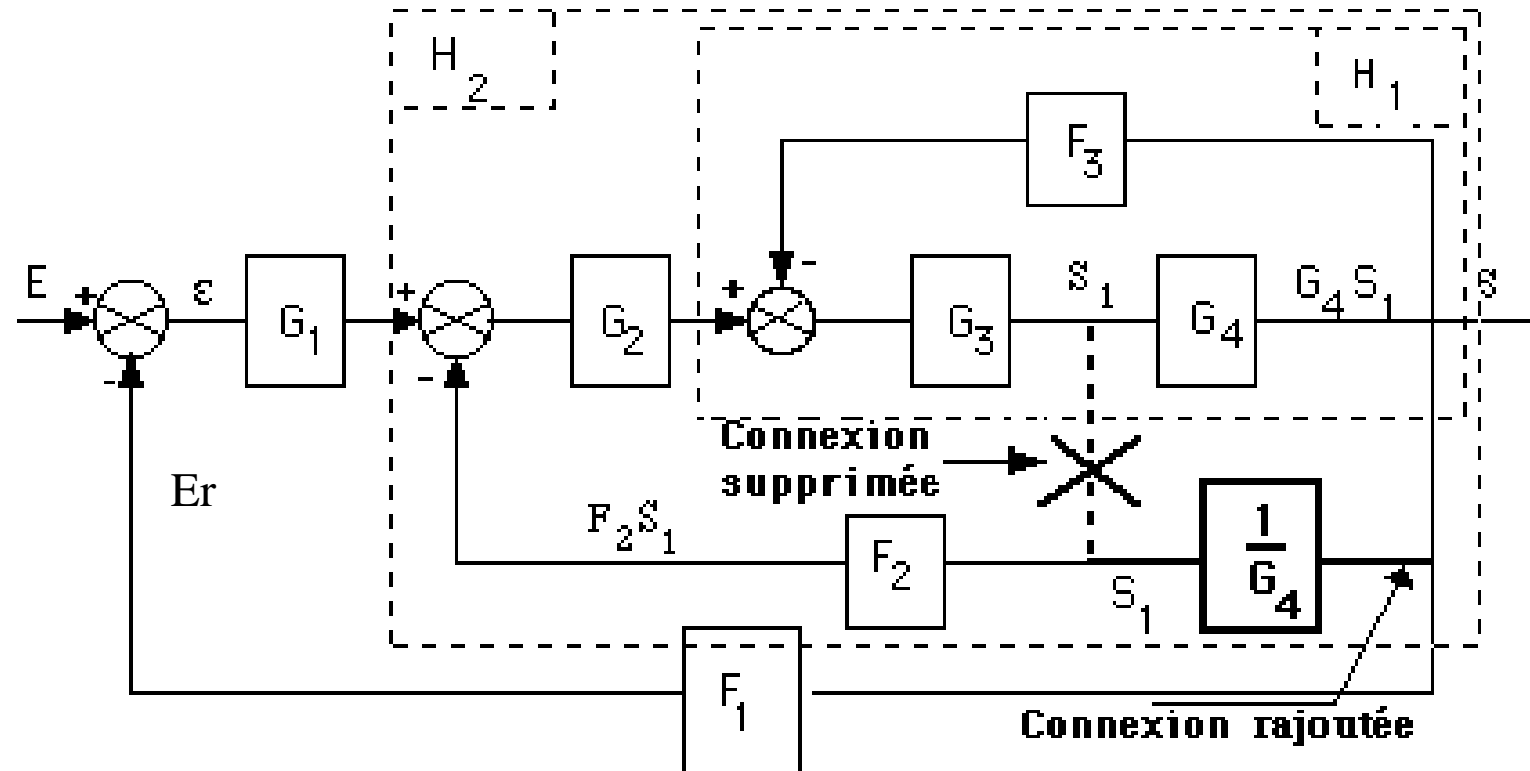 H2
H1
F3
E
+
-
ε
G1
+
-
G2
+
-
G3
S1
G4
G4S1
S
Connexion
supprimée
Er
F2S1
F2
S1
1
G4
F1
Connexion rajoutée